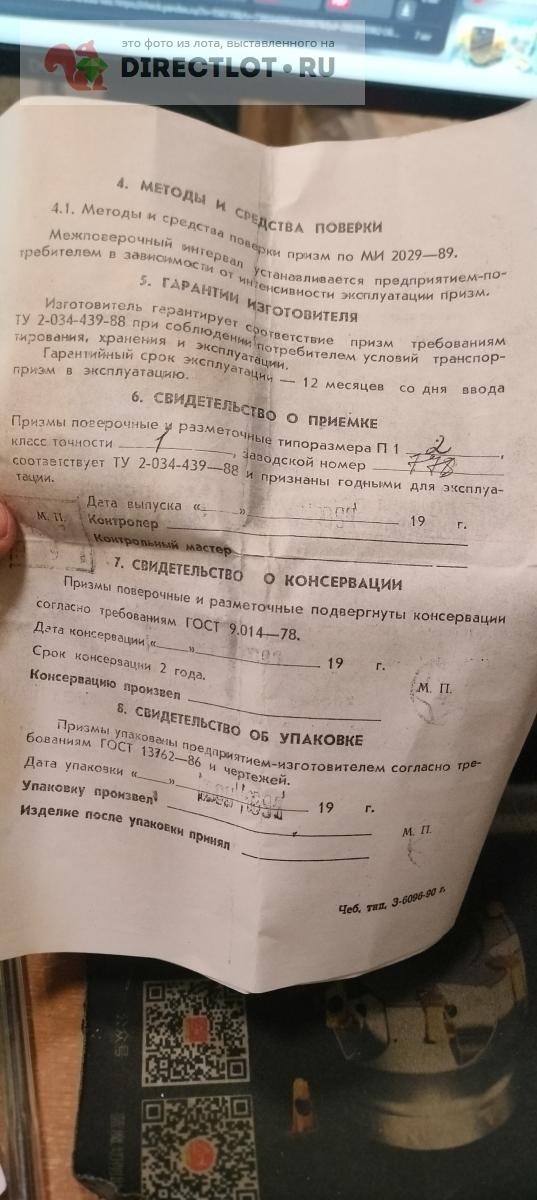 это фото из лота, выставленного на
DIRECTLOT.RU
4. МЕТОДЫ И СРЕДСТВА ПОВЕРКИ
4.1. Методы и средства поверки призм по МИ 2029—89.
Межповерочный интервал устанавливается предприятием-по-
требителем в зависимости от интенсивности эксплуатации призм.
5. ГАРАНТИИ ИЗГОТОВИТЕЛЯ
Изготовитель гарантирует соответствие призм требованиям
ТУ 2-034-439-88 при соблюдении потребителем условий транспор-
тирования, хранения и эксплуатации.
Гарантийный срок эксплуатации — 12 месяцев со дня ввода
призм в эксплуатацию.
6. СВИДЕТЕЛЬСТВО О ПРИЕМКЕ
Призмы поверочные и разметочные типоразмера П 1 — 2,
класс точности 1, заводской номер 778
соответствует ТУ 2-034-439—88 и признаны годными для эксплуа-
тации.
Дата выпуска «___» 19 г.
М. П. Контролер
Контрольный мастер
7. СВИДЕТЕЛЬСТВО О КОНСЕРВАЦИИ
Призмы поверочные и разметочные подвергнуты консервации
согласно требованиям ГОСТ 9.014—78.
Дата консервации «___» 19 г.
Срок консервации 2 года.
М. П.
Консервацию произвел
8. СВИДЕТЕЛЬСТВО ОБ УПАКОВКЕ
Призмы упакованы предприятием-изготовителем согласно тре-
бованиям ГОСТ 13762—86 и чертежей.
Дата упаковки «___» 19 г.
Упаковку произвел
М. П.
Изделие после упаковки принял
Чеб. тип. З-6096-90 г.